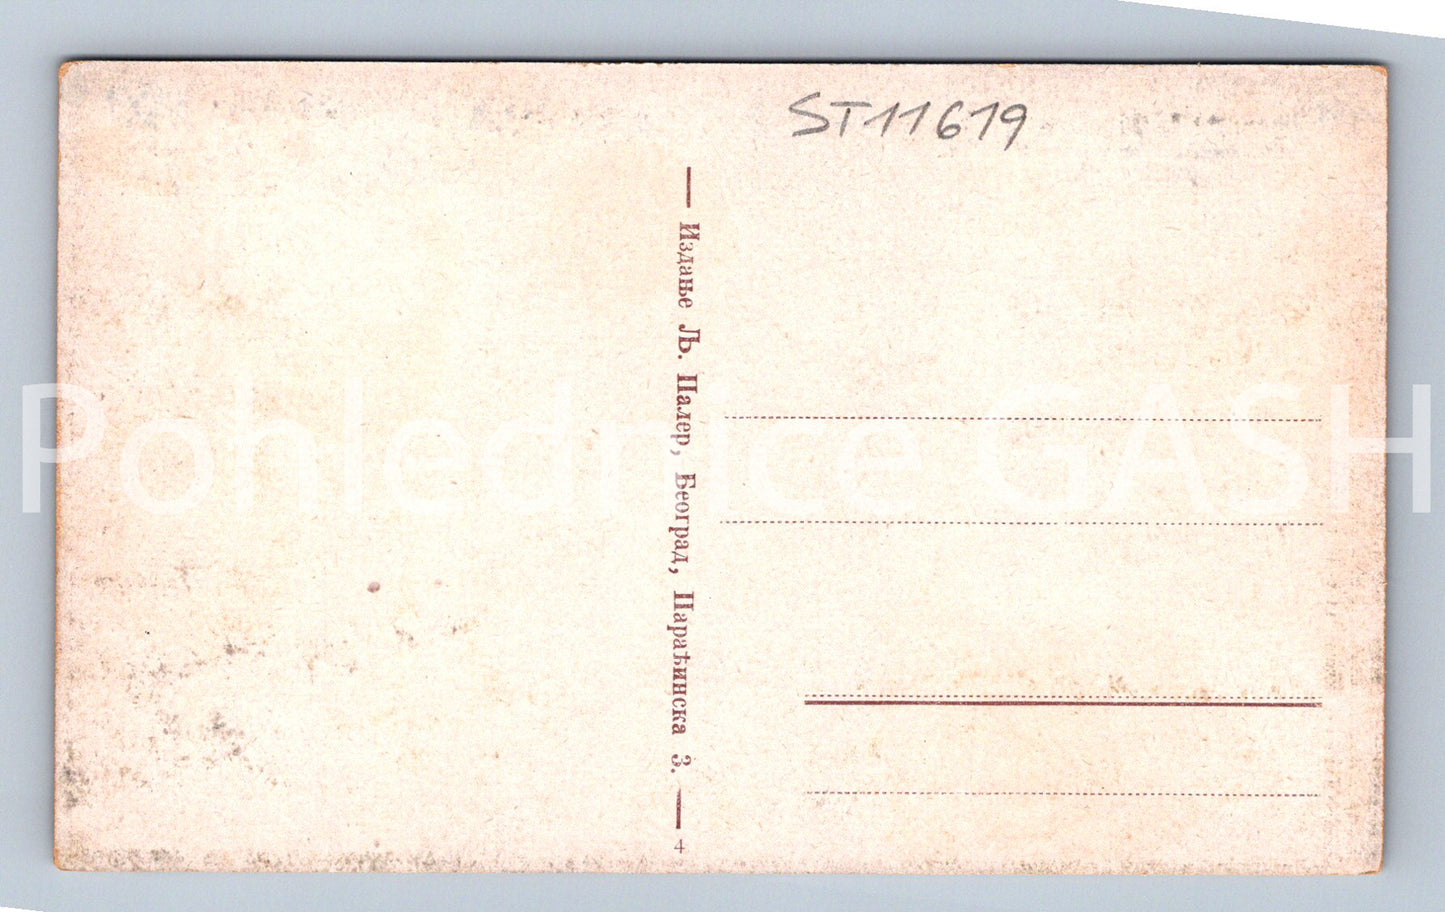 ST11619
Издање Љ. Палер, Београд, Параћинска 3.
4
Pohlednice GASH